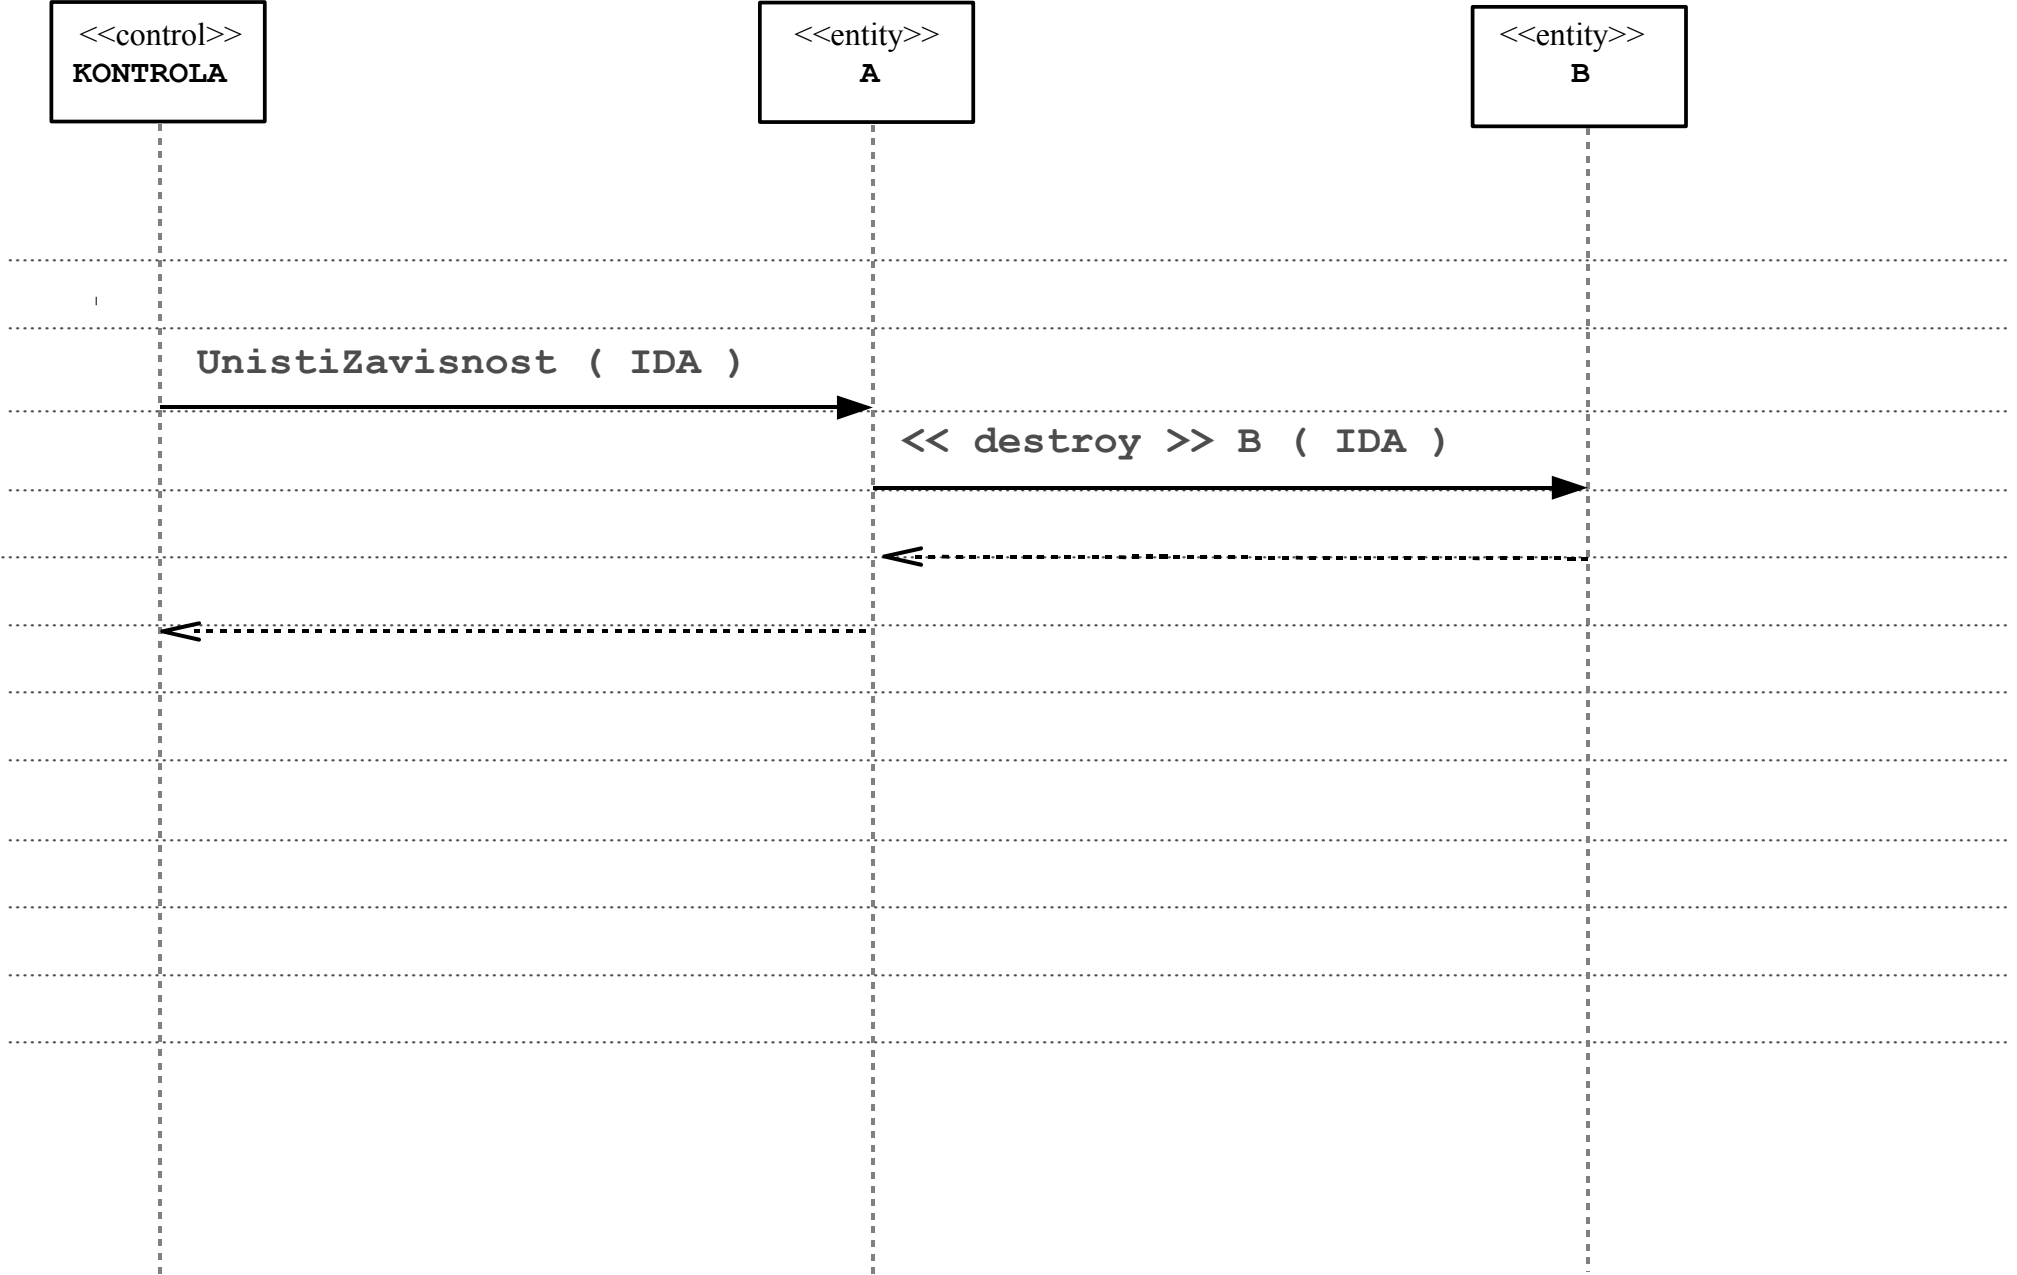 <<control>>
KONTROLA
<<entity>>
A
<<entity>>
B
UnistiZavisnost ( IDA )
<< destroy >> B ( IDA )